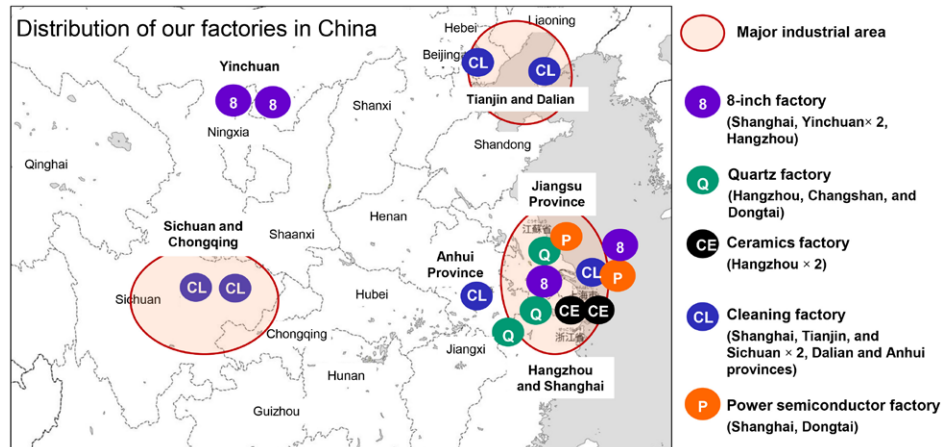 Distribution of our factories in China
Hebei
Liaoning
Beijing
CL
CL
Tianjin and Dalian
Yinchuan
8
8
Ningxia
Shanxi
Shandong
Qinghai
Henan
Shaanxi
Sichuan and
Chongqing
CL
CL
Sichuan
Chongqing
Hubei
Anhui
Province
CL
Jiangxi
Hunan
Guizhou
Jiangsu
Province
江蘇省
P
Q
8
8
CL
P
上海市
Q
CE
CE
Q
浙江省
Hangzhou
and Shanghai
Major industrial area
8
8-inch factory
(Shanghai, Yinchuan× 2,
Hangzhou)
Q
Quartz factory
(Hangzhou, Changshan, and
Dongtai)
CE
Ceramics factory
(Hangzhou × 2)
CL
Cleaning factory
(Shanghai, Tianjin, and
Sichuan × 2, Dalian and Anhui
provinces)
P
Power semiconductor factory
(Shanghai, Dongtai)